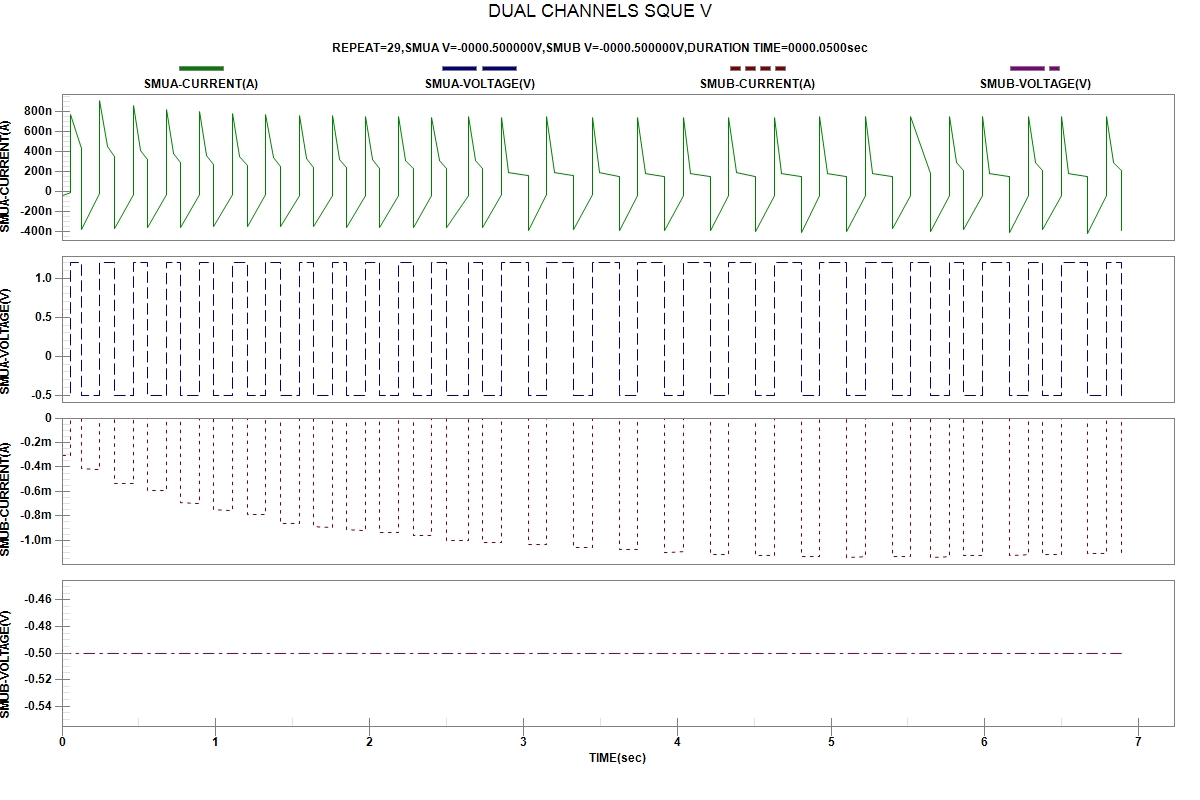 DUAL CHANNELS SQUE V
REPEAT=29,SMUA V=-0000.500000V,SMUB V=-0000.500000V,DURATION TIME=0000.0500sec
SMUA-CURRENT(A) SMUA-VOLTAGE(V) SMUB-CURRENT(A) SMUB-VOLTAGE(V)
SMUA-CURRENT(A)
800n
600n
400n
200n
0
-200n
-400n
SMUA-VOLTAGE(V)
1.0
0.5
0
-0.5
SMUB-CURRENT(A)
0
-0.2m
-0.4m
-0.6m
-0.8m
-1.0m
SMUB-VOLTAGE(V)
-0.46
-0.48
-0.50
-0.52
-0.54
0 1 2 3 4 5 6 7
TIME(sec)